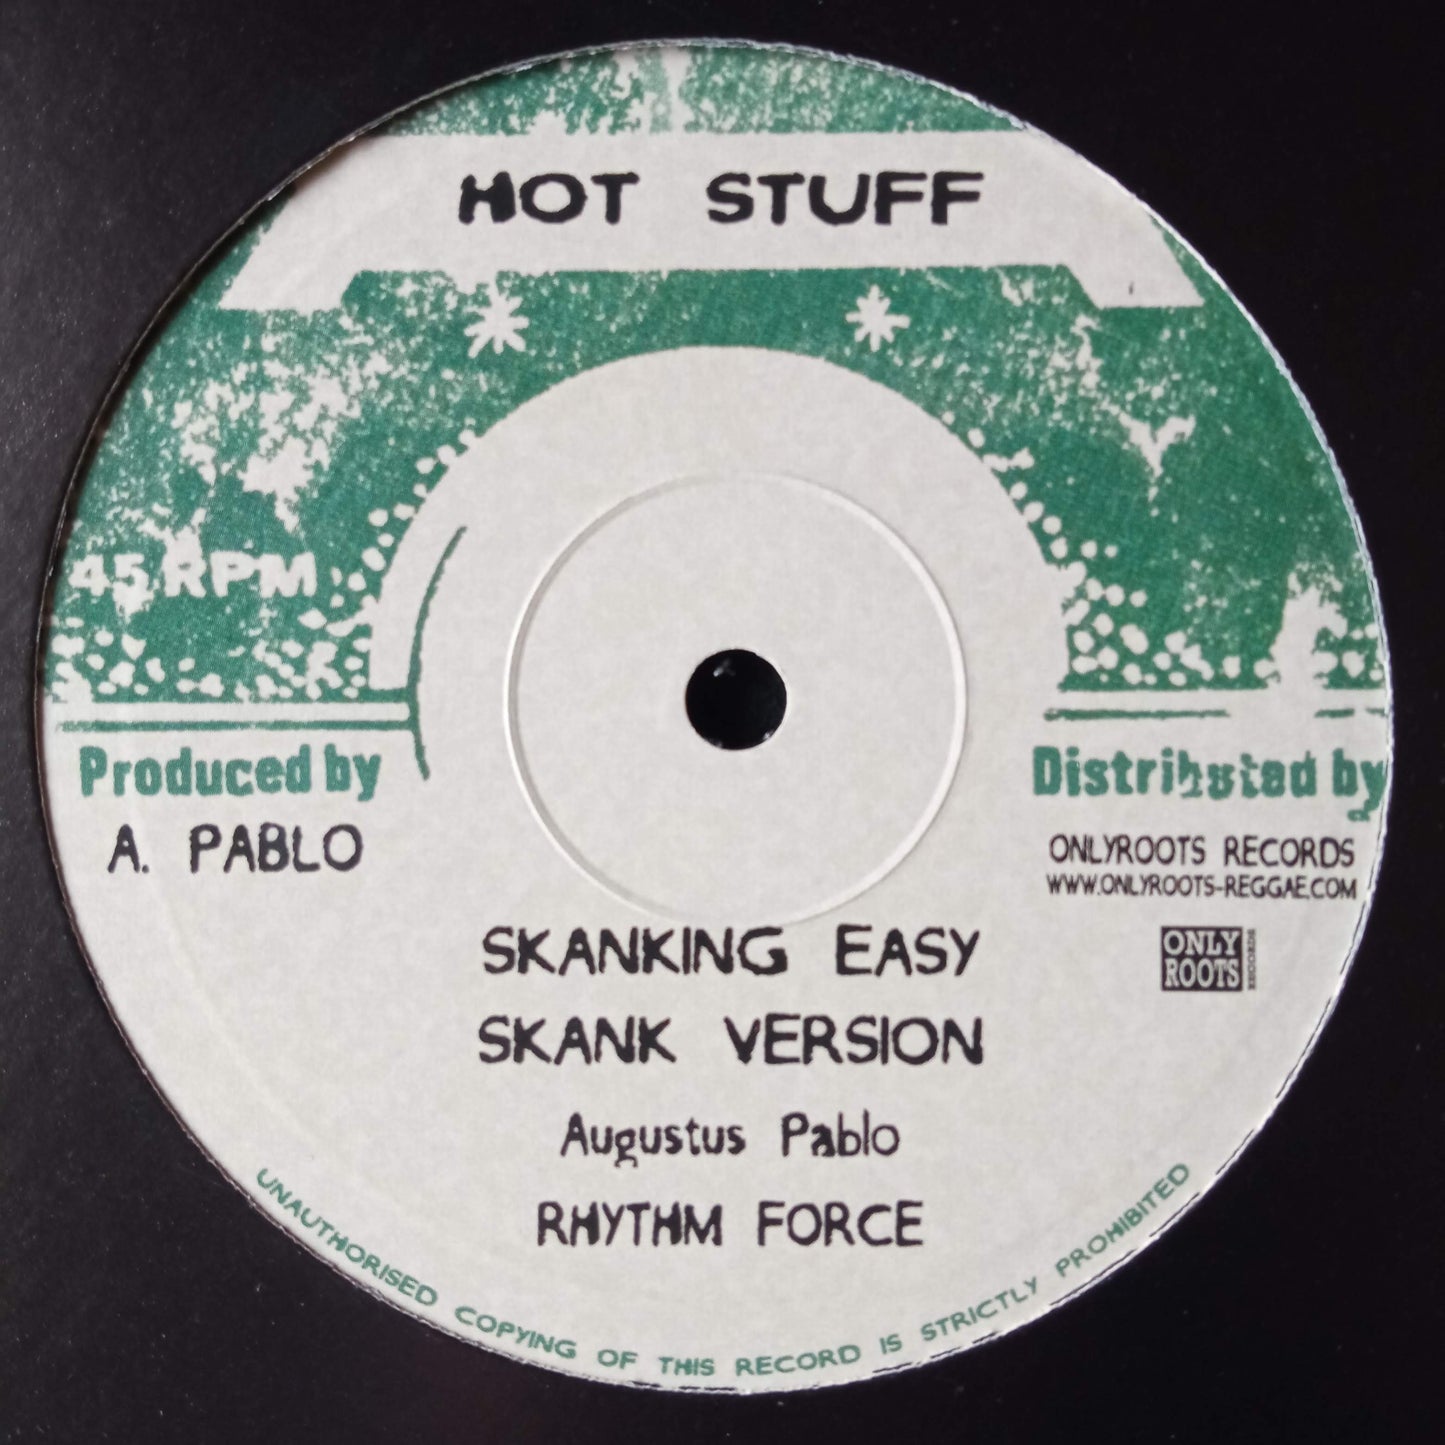 HOT STUFF
45 RPM
Produced by
A. PABLO
Distributed by
ONLYROOTS RECORDS
WWW.ONLYROOTS-REGGAE.COM
ONLY
ROOTS
SKANKING EASY
SKANK VERSION
Augustus Pablo
RHYTHM FORCE
UNAUTHORISED COPYING OF THIS RECORD IS STRICTLY PROHIBITED